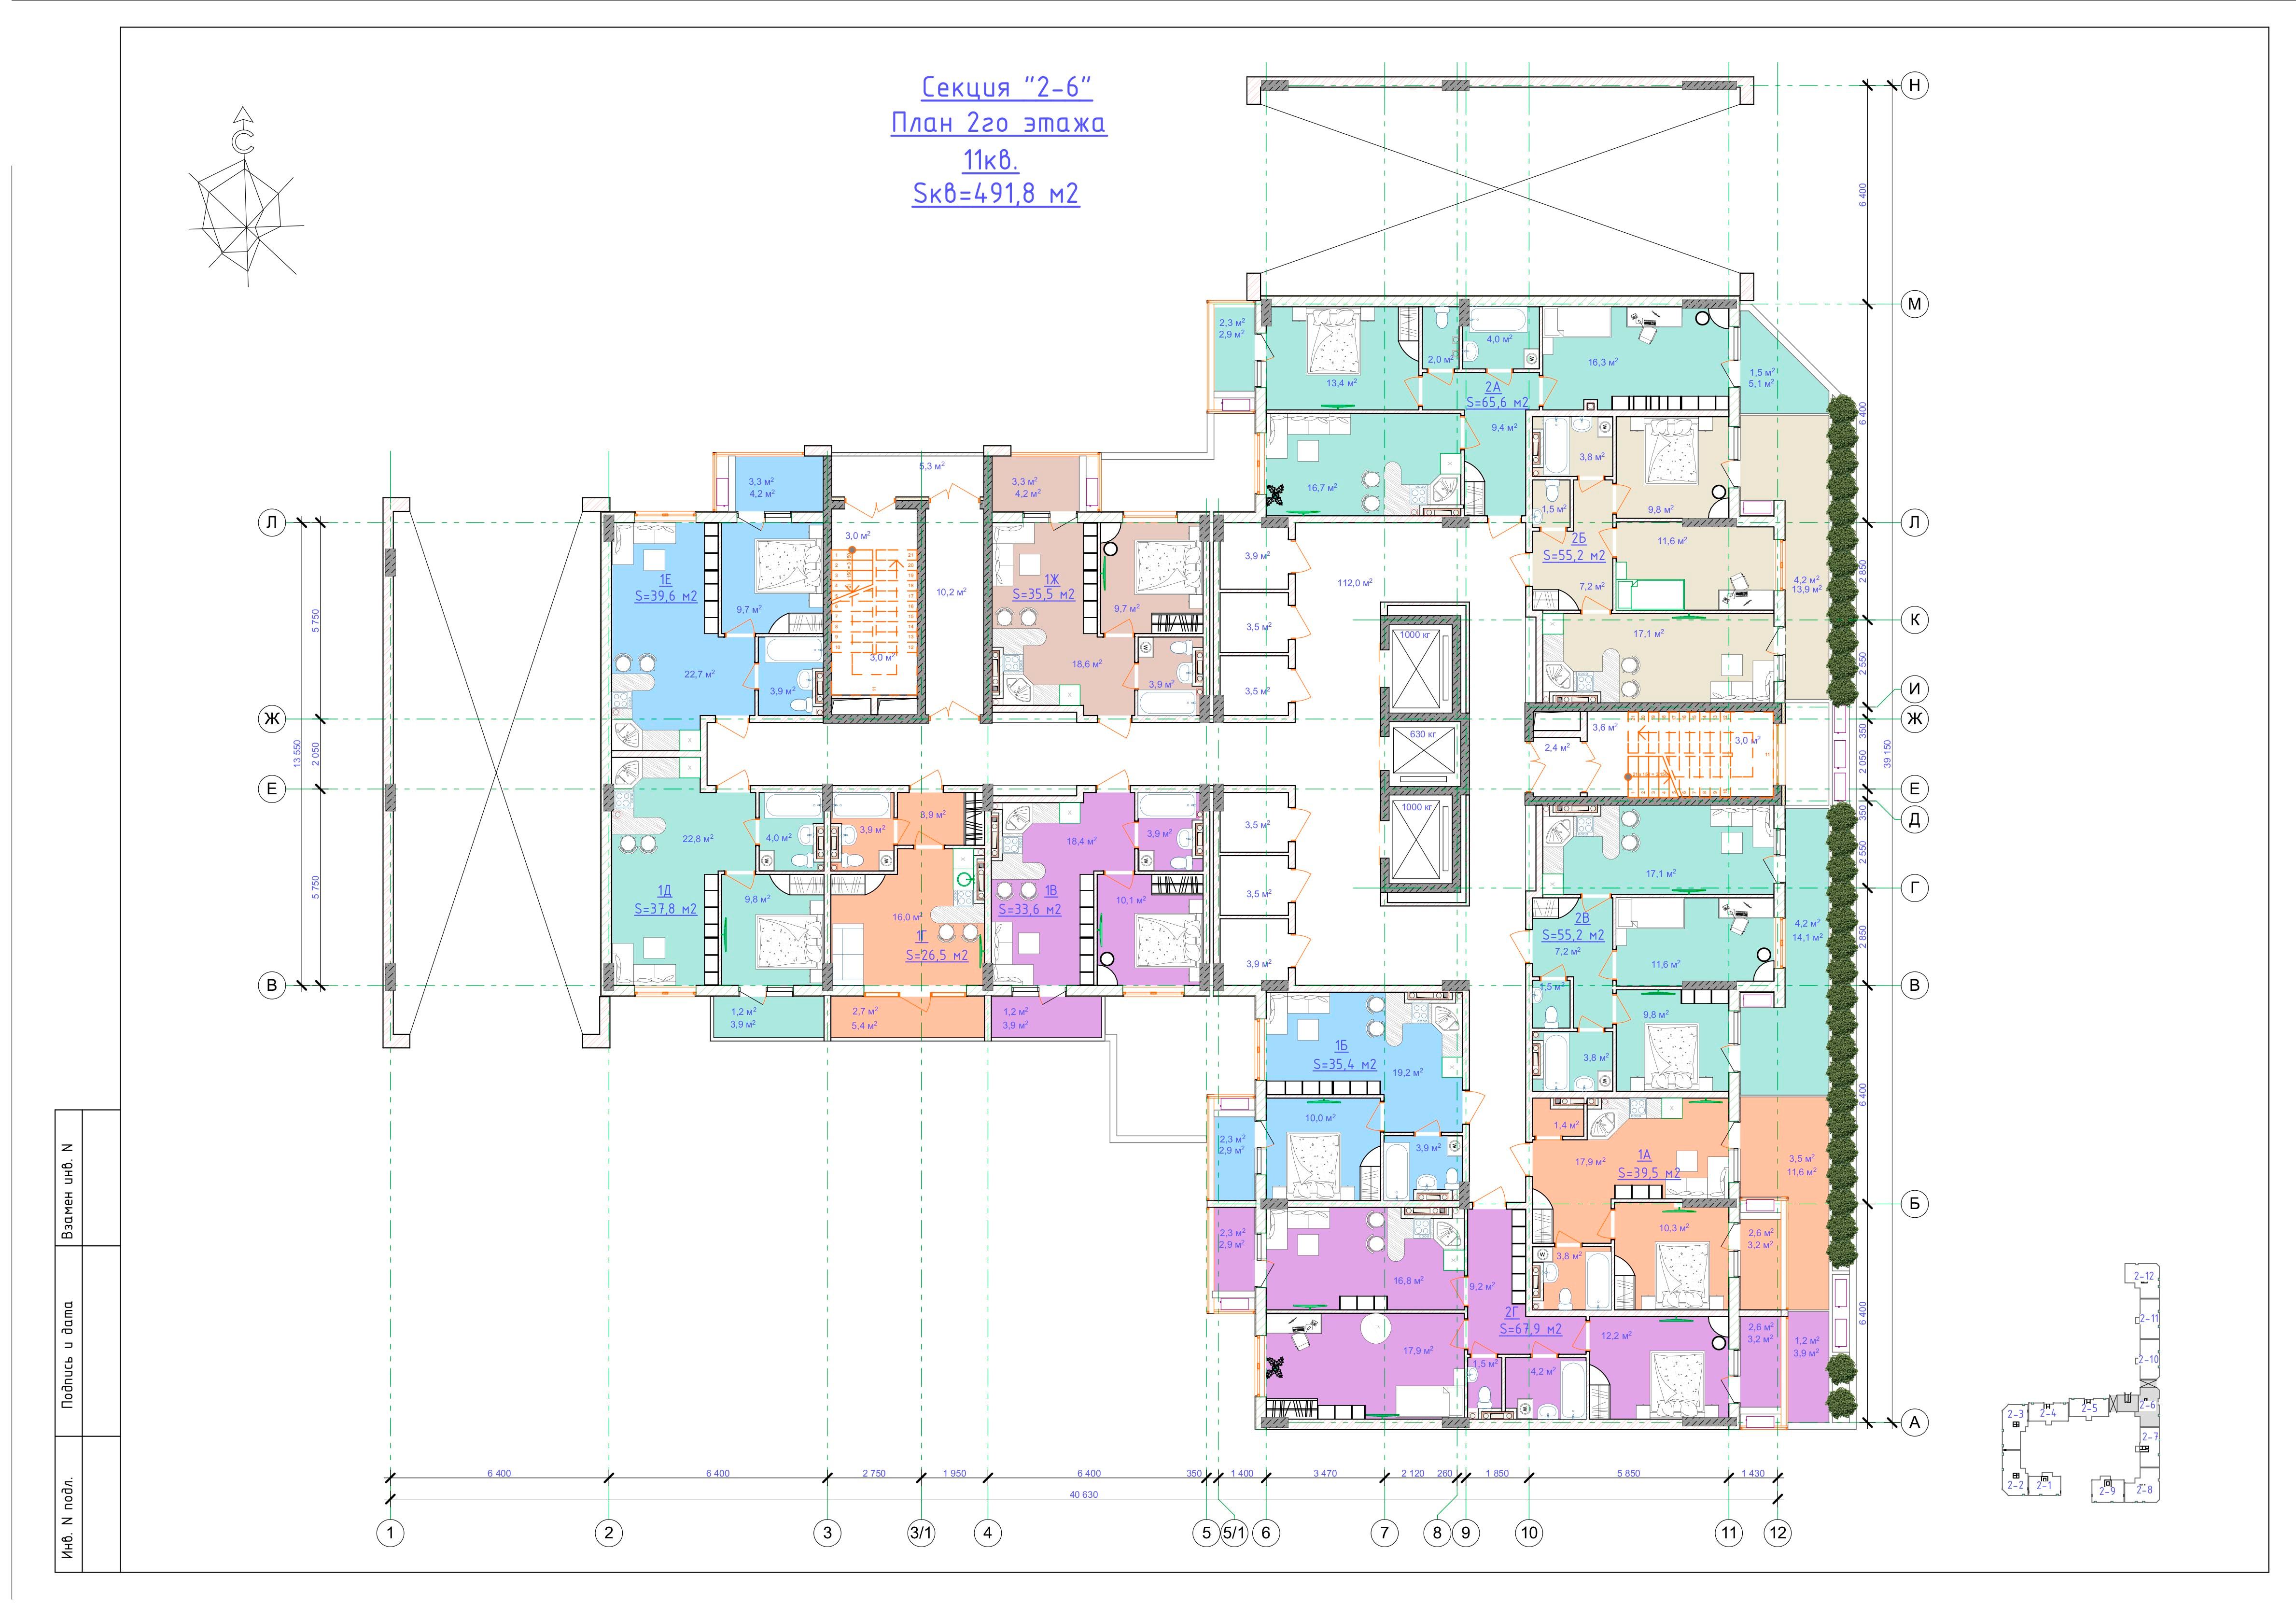 Секция "2-6"
План 2го этажа
11кв.
Sкв=491,8 м2
С
Н
М
Л
К
И
Ж
Е
Д
Г
В
Б
А
Л
Ж
Е
В
6 400
6 400
2 850
2 550
350
2 050
350
2 550
2 850
6 400
6 400
39 150
5 750
2 050
5 750
13 550
2,3 м²
2,9 м²
13,4 м²
2,0 м²
4,0 м²
16,3 м²
1,5 м²
5,1 м²
2А
S=65,6 м2
9,4 м²
16,7 м²
3,8 м²
1,5 м²
9,8 м²
2Б
S=55,2 м2
11,6 м²
7,2 м²
4,2 м²
13,9 м²
17,1 м²
3,3 м²
4,2 м²
5,3 м²
3,3 м²
4,2 м²
3,0 м²
1Е
S=39,6 м2
9,7 м²
22,7 м²
3,9 м²
3,0 м²
10,2 м²
1Ж
S=35,5 м2
9,7 м²
18,6 м²
3,9 м²
3,9 м²
3,5 м²
3,5 м²
112,0 м²
1000 кг
630 кг
1000 кг
3,6 м²
2,4 м²
3,0 м²
22,8 м²
4,0 м²
1Д
S=37,8 м2
9,8 м²
3,9 м²
3,9 м²
16,0 м²
1Г
S=26,5 м2
18,4 м²
3,9 м²
1В
S=33,6 м2
10,1 м²
3,5 м²
3,5 м²
3,9 м²
1,2 м²
3,9 м²
2,7 м²
5,4 м²
1,2 м²
3,9 м²
17,1 м²
2В
S=55,2 м2
7,2 м²
11,6 м²
4,2 м²
14,1 м²
1,5 м²
9,8 м²
3,8 м²
1Б
S=35,4 м2
19,2 м²
10,0 м²
3,9 м²
2,3 м²
2,9 м²
1,4 м²
17,9 м²
1А
S=39,5 м2
3,5 м²
11,6 м²
10,3 м²
3,8 м²
2,6 м²
3,2 м²
2,3 м²
2,9 м²
16,8 м²
9,2 м²
2Г
S=67,9 м2
17,9 м²
1,5 м²
4,2 м²
12,2 м²
2,6 м²
3,2 м²
1,2 м²
3,9 м²
6 400
6 400
2 750
1 950
6 400
350
1 400
3 470
2 120
260
1 850
5 850
1 430
40 630
1
2
3
3/1
4
5
5/1
6
7
8
9
10
11
12
Взамен инв. N
Подпись и дата
Инв. N подл.
2-12
2-11
2-10
2-6
2-5
2-4
2-3
2-7
2-2
2-1
2-9
2-8